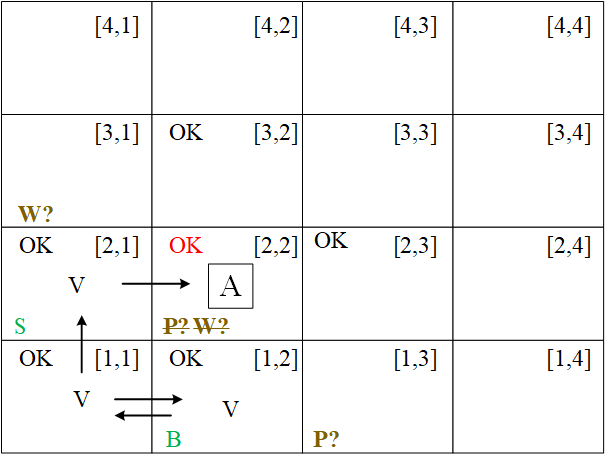 [4,1] [4,2] [4,3] [4,4]
[3,1] OK [3,2] [3,3] [3,4]
W?
OK [2,1] OK [2,2] OK [2,3] [2,4]
V A
S P? W?
OK [1,1] OK [1,2] [1,3] [1,4]
V V
B P?